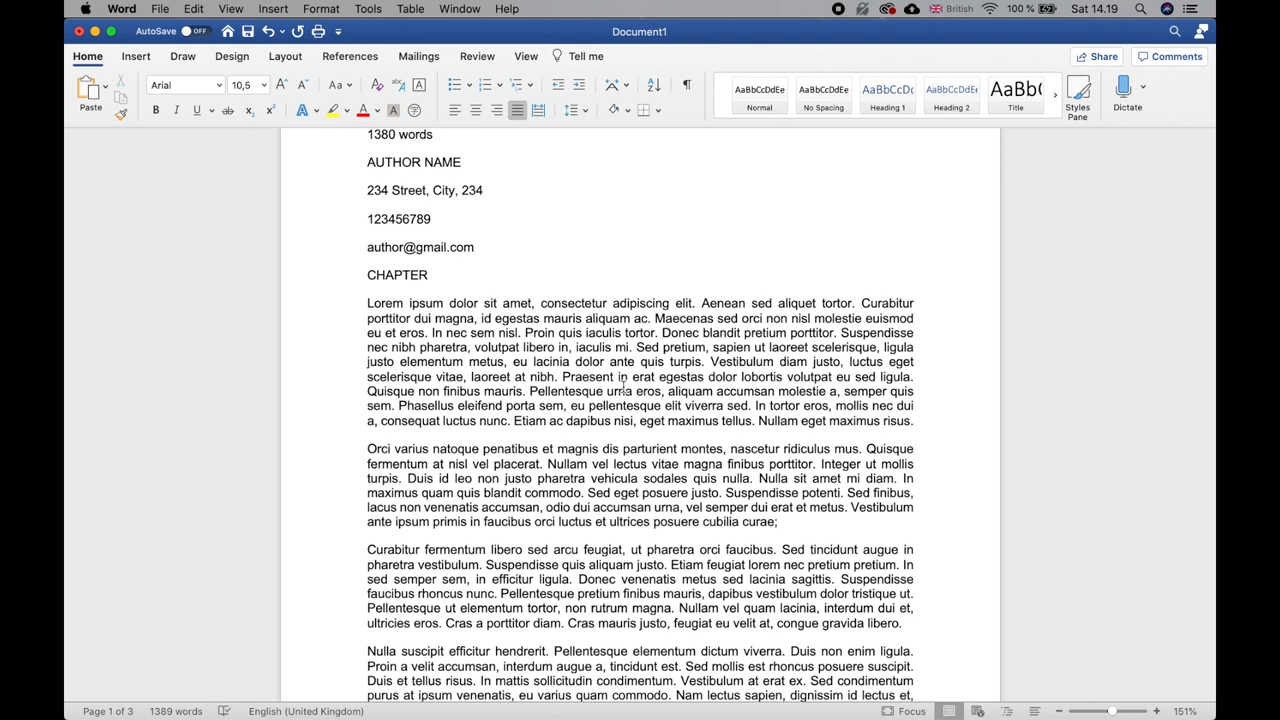 Word File Edit View Insert Format Tools Table Window Help British 100 % Sat 14.19
AutoSave OFF Document1
Home Insert Draw Design Layout References Mailings Review View Tell me Share Comments
Paste Arial 10,5 Aa AaBbCcDdEe AaBbCcDdEe AaBbCcDc AaBbCcDdEe AaBb( Styles Pane Dictate
Normal No Spacing Heading 1 Heading 2 Title
1380 words
AUTHOR NAME
234 Street, City, 234
123456789
author@gmail.com
CHAPTER
Lorem ipsum dolor sit amet, consectetur adipiscing elit. Aenean sed aliquet tortor. Curabitur
porttitor dui magna, id egestas mauris aliquam ac. Maecenas sed orci non nisl molestie euismod
eu et eros. In nec sem nisl. Proin quis iaculis tortor. Donec blandit pretium porttitor. Suspendisse
nec nibh pharetra, volutpat libero in, iaculis mi. Sed pretium, sapien ut laoreet scelerisque, ligula
justo elementum metus, eu lacinia dolor ante quis turpis. Vestibulum diam justo, luctus eget
scelerisque vitae, laoreet at nibh. Praesent in erat egestas dolor lobortis volutpat eu sed ligula.
Quisque non finibus mauris. Pellentesque urna eros, aliquam accumsan molestie a, semper quis
sem. Phasellus eleifend porta sem, eu pellentesque elit viverra sed. In tortor eros, mollis nec dui
a, consequat luctus nunc. Etiam ac dapibus nisi, eget maximus tellus. Nullam eget maximus risus.
Orci varius natoque penatibus et magnis dis parturient montes, nascetur ridiculus mus. Quisque
fermentum at nisl vel placerat. Nullam vel lectus vitae magna finibus porttitor. Integer ut mollis
turpis. Duis id leo non justo pharetra vehicula sodales quis nulla. Nulla sit amet mi diam. In
maximus quam quis blandit commodo. Sed eget posuere justo. Suspendisse potenti. Sed finibus,
lacus non venenatis accumsan, odio dui accumsan urna, vel semper dui erat et metus. Vestibulum
ante ipsum primis in faucibus orci luctus et ultrices posuere cubilia curae;
Curabitur fermentum libero sed arcu feugiat, ut pharetra orci faucibus. Sed tincidunt augue in
pharetra vestibulum. Suspendisse quis aliquam justo. Etiam feugiat lorem nec pretium pretium. In
sed semper sem, in efficitur ligula. Donec venenatis metus sed lacinia sagittis. Suspendisse
faucibus rhoncus nunc. Pellentesque pretium finibus mauris, dapibus vestibulum dolor tristique ut.
Pellentesque ut elementum tortor, non rutrum magna. Nullam vel quam lacinia, interdum dui et,
ultricies eros. Cras a porttitor diam. Cras mauris justo, feugiat eu velit at, congue gravida libero.
Nulla suscipit efficitur hendrerit. Pellentesque elementum dictum viverra. Duis non enim ligula.
Proin a velit accumsan, interdum augue a, tincidunt est. Sed mollis est rhoncus posuere suscipit.
Duis et tellus risus. In mattis sollicitudin condimentum. Vestibulum at erat ex. Sed condimentum
purus at ipsum venenatis, eu varius quam commodo. Nam lectus sapien, dignissim id lectus et,
Page 1 of 3 1389 words English (United Kingdom) Focus 151%